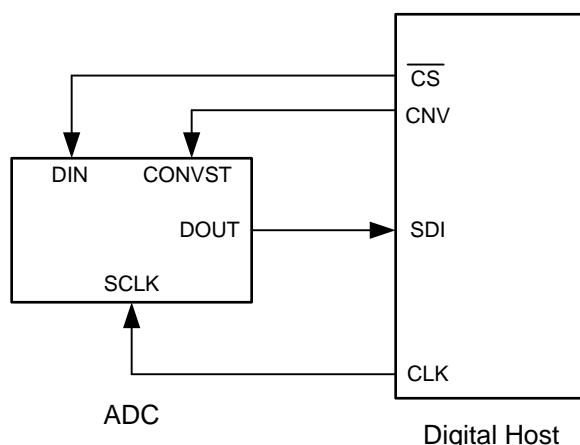 CS
CNV
DIN
CONVST
DOUT
SDI
SCLK
CLK
ADC
Digital Host